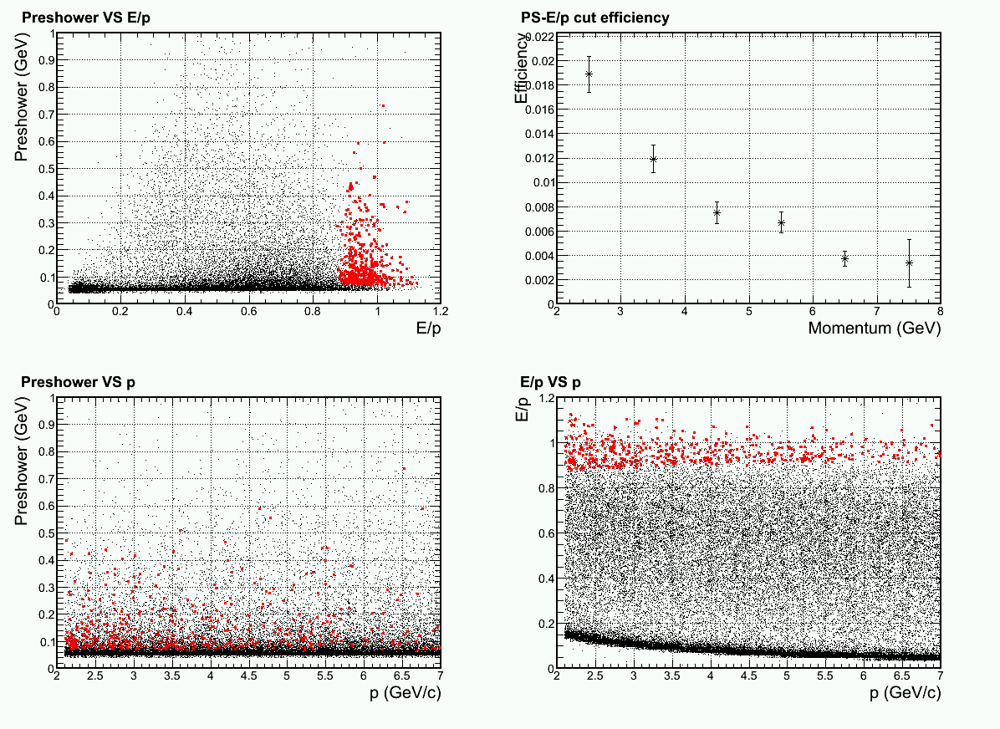 Preshower VS E/p
Preshower (GeV)
1
0.9
0.8
0.7
0.6
0.5
0.4
0.3
0.2
0.1
0
0 0.2 0.4 0.6 0.8 1 1.2
E/p
PS-E/p cut efficiency
Efficiency
0.022
0.02
0.018
0.016
0.014
0.012
0.01
0.008
0.006
0.004
0.002
0
2 3 4 5 6 7 8
Momentum (GeV)
Preshower VS p
Preshower (GeV)
1
0.9
0.8
0.7
0.6
0.5
0.4
0.3
0.2
0.1
0
2 2.5 3 3.5 4 4.5 5 5.5 6 6.5 7
p (GeV/c)
E/p VS p
E/p
1.2
1
0.8
0.6
0.4
0.2
0
2 2.5 3 3.5 4 4.5 5 5.5 6 6.5 7
p (GeV/c)